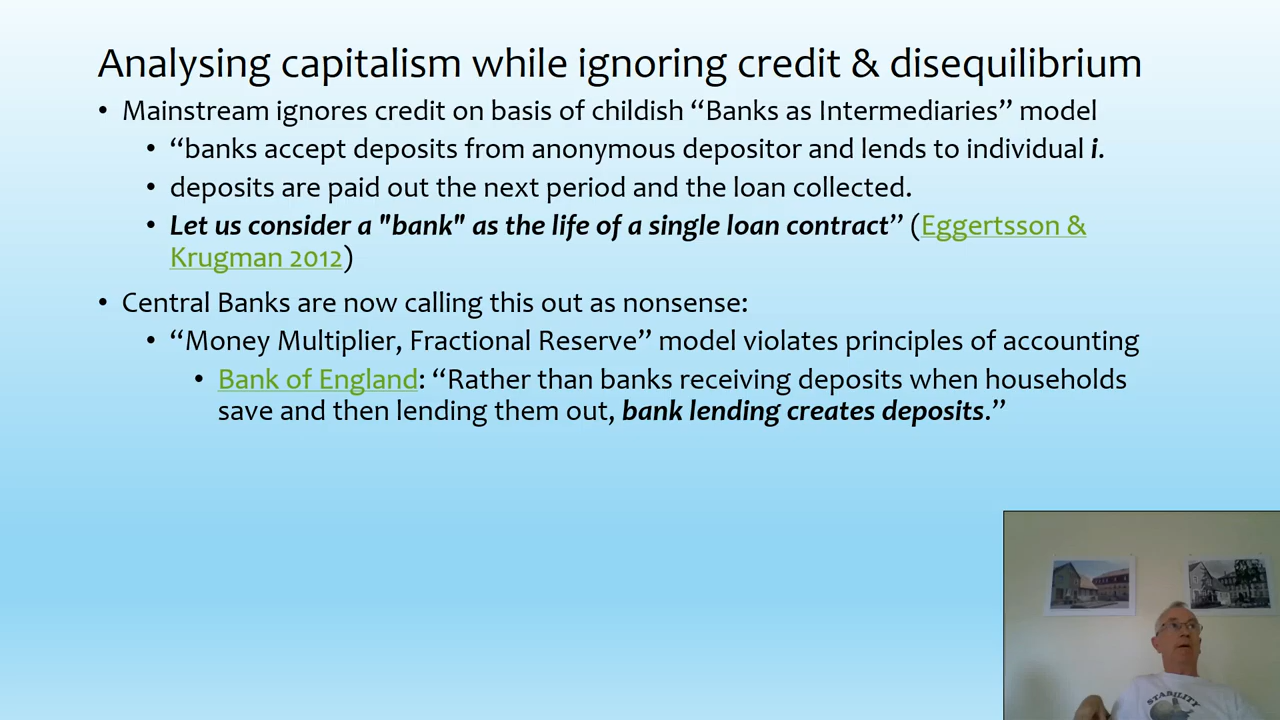 Analysing capitalism while ignoring credit & disequilibrium
• Mainstream ignores credit on basis of childish “Banks as Intermediaries” model
• “banks accept deposits from anonymous depositor and lends to individual i.
• deposits are paid out the next period and the loan collected.
• Let us consider a "bank" as the life of a single loan contract” (Eggertsson &
Krugman 2012)
• Central Banks are now calling this out as nonsense:
• “Money Multiplier, Fractional Reserve” model violates principles of accounting
• Bank of England: “Rather than banks receiving deposits when households
save and then lending them out, bank lending creates deposits.”
STABILITY